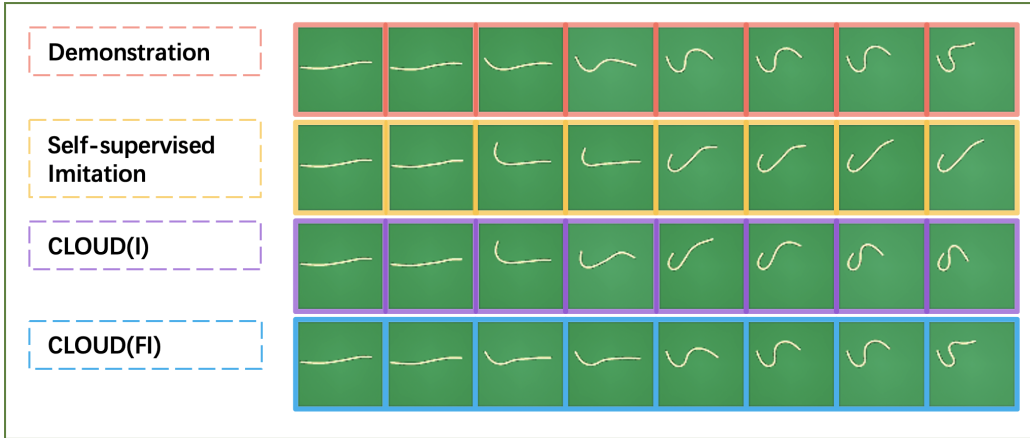 Demonstration
Self-supervised
Imitation
CLOUD(I)
CLOUD(FI)